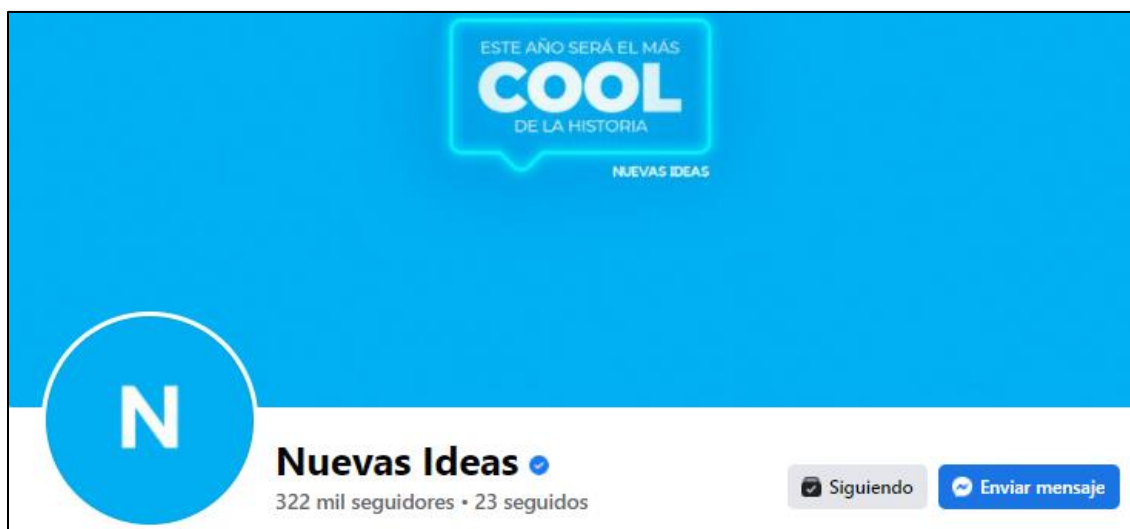 ESTE AÑO SERÁ EL MÁS
COOL
DE LA HISTORIA
NUEVAS IDEAS
N
Nuevas Ideas
322 mil seguidores • 23 seguidos
Siguiendo
Enviar mensaje